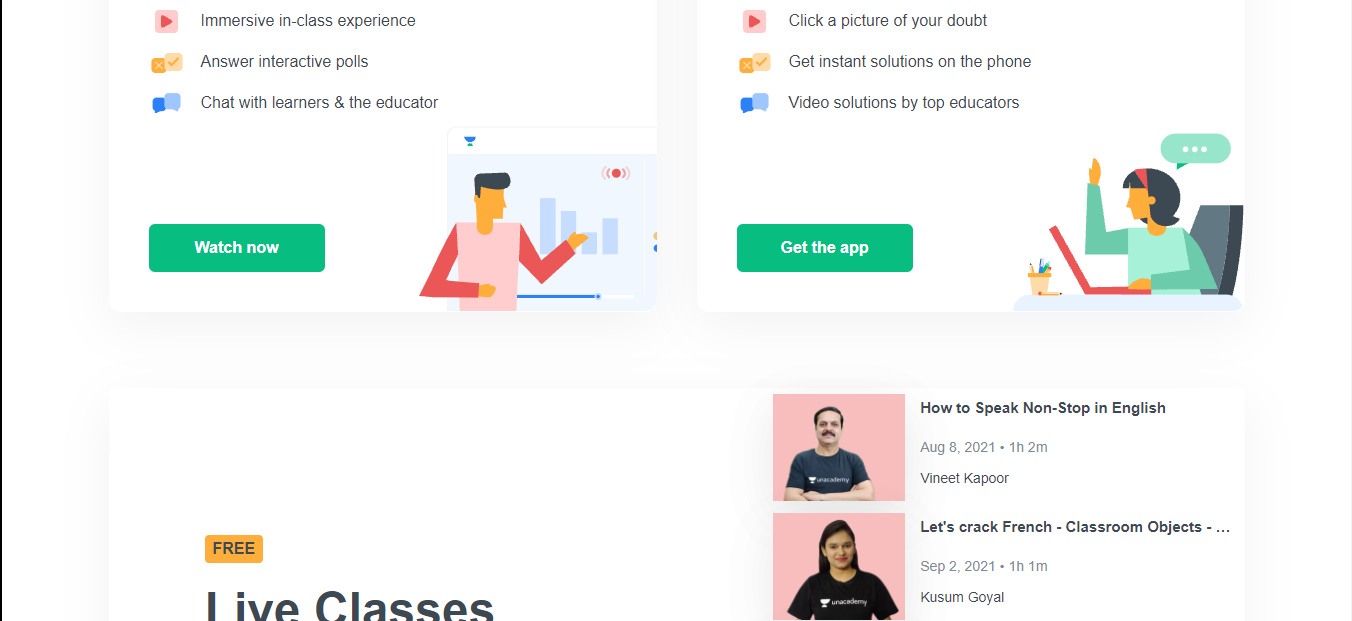 Immersive in-class experience
Answer interactive polls
Chat with learners & the educator
Watch now
Click a picture of your doubt
Get instant solutions on the phone
Video solutions by top educators
Get the app
FREE
Live Classes
How to Speak Non-Stop in English
Aug 8, 2021 • 1h 2m
Vineet Kapoor
unacademy
Let's crack French - Classroom Objects - ...
Sep 2, 2021 • 1h 1m
Kusum Goyal
unacademy